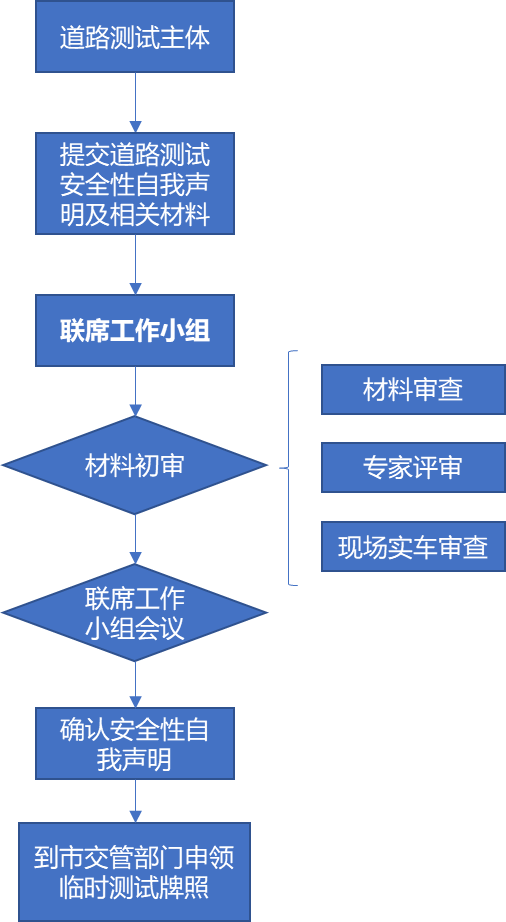 道路测试主体
提交道路测试
安全性自我声
明及相关材料
联席工作小组
材料初审
材料审查
专家评审
现场实车审查
联席工作
小组会议
确认安全性自
我声明
到市交管部门申领
临时测试牌照